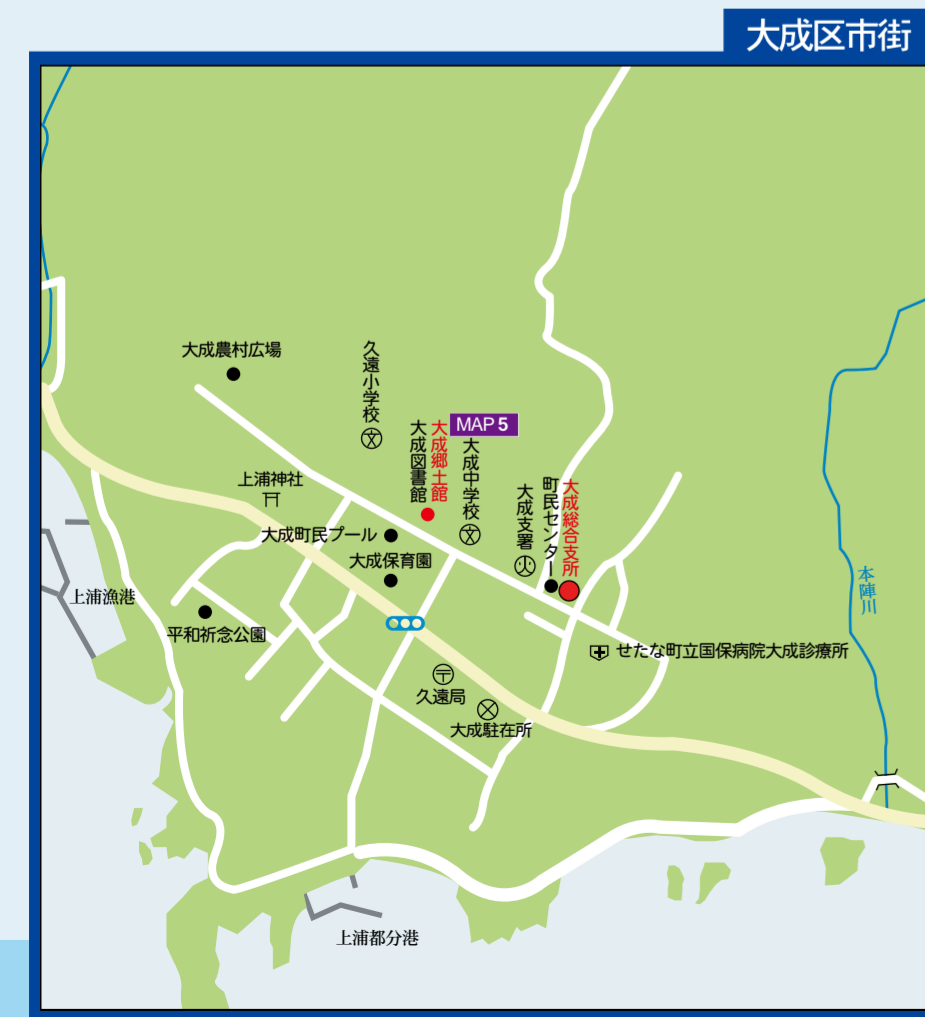 大成区市街
大成農村広場
久遠小学校
文
MAP 5
大成郷土館
大成図書館
大成中学校
文
上浦神社
大成町民プール
大成保育園
大成総合支所
町民センター
大成支署
火
本陣川
上浦漁港
平和祈念公園
せたな町立国保病院大成診療所
〒
久遠局
大成駐在所
上浦都分港